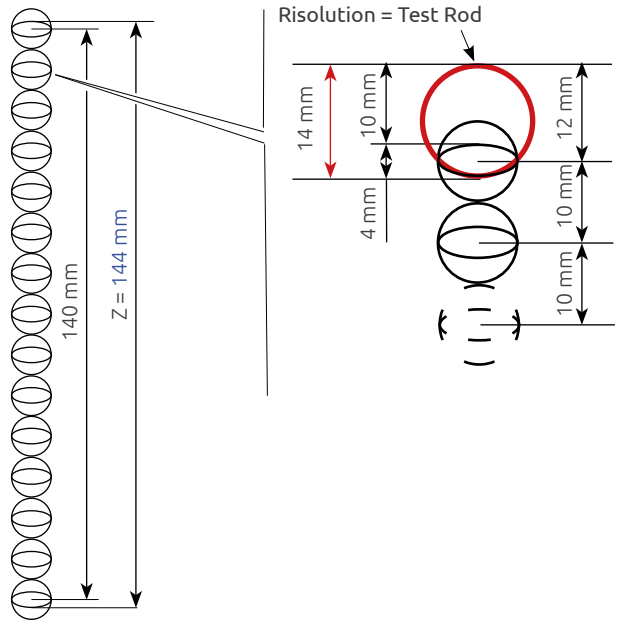 Risolution = Test Rod
14 mm
10 mm
4 mm
12 mm
10 mm
10 mm
140 mm
Z = 144 mm